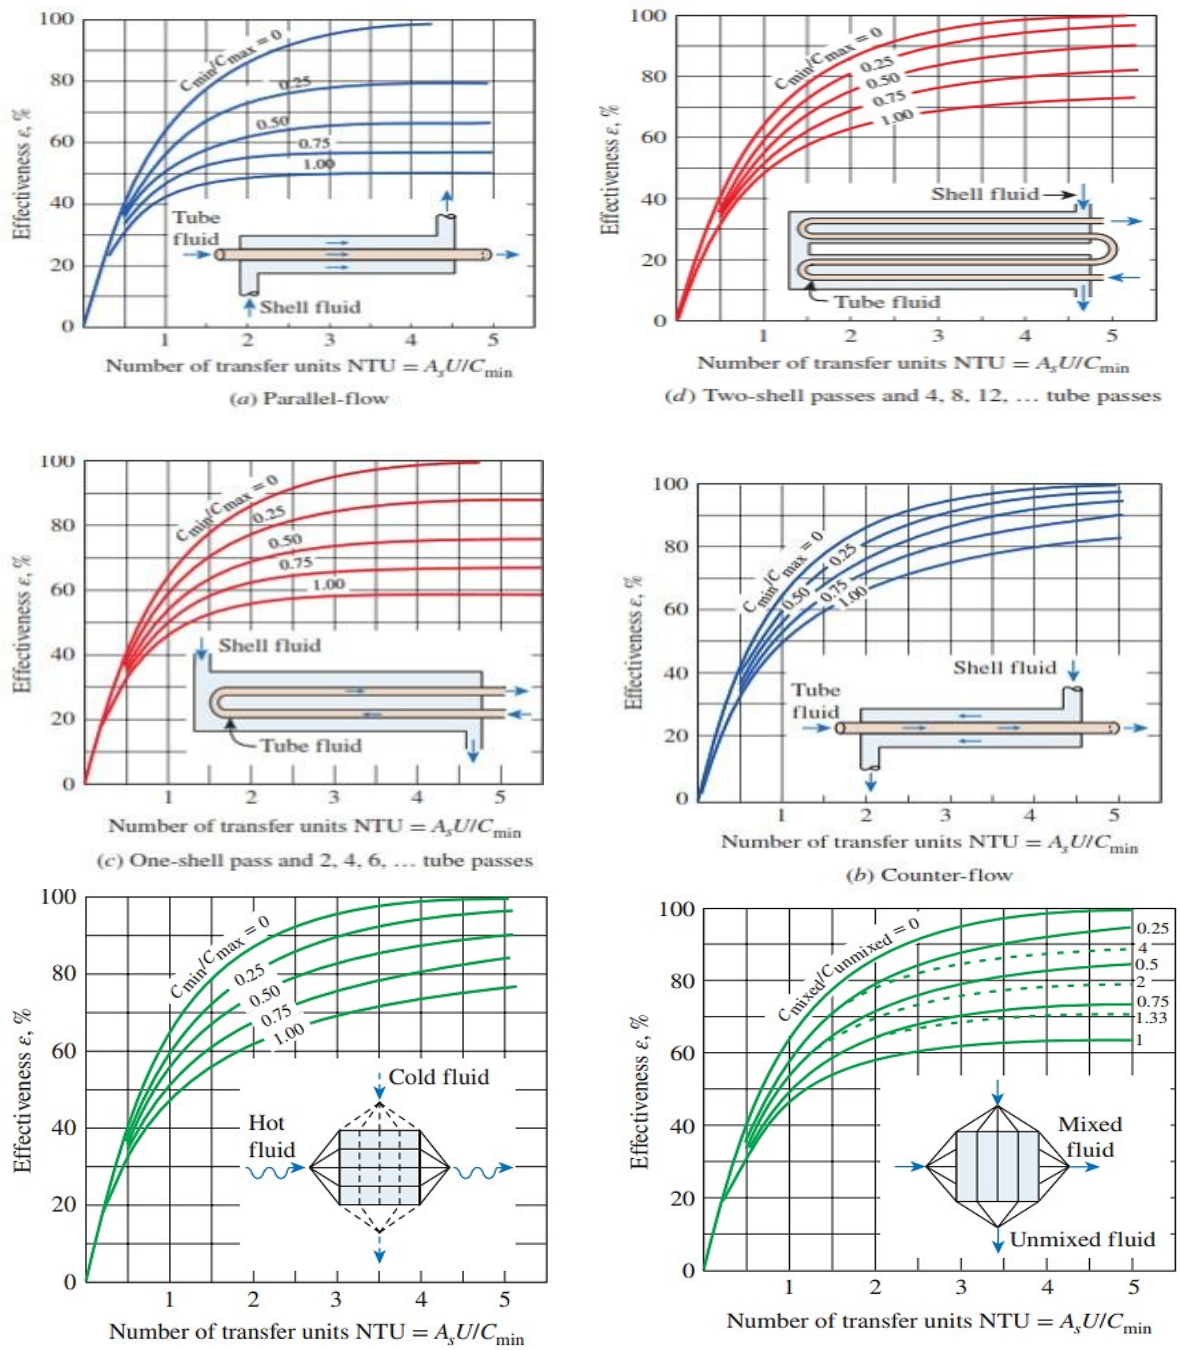 100
80
60
40
20
0
Effectiveness ε, %
Cmin/Cmax = 0
0.25
0.50
0.75
1.00
Tube
fluid
Shell fluid
1 2 3 4 5
Number of transfer units NTU = AsU/Cmin
(a) Parallel-flow
100
80
60
40
20
0
Effectiveness ε, %
Cmin/Cmax = 0
0.25
0.50
0.75
1.00
Shell fluid
Tube fluid
1 2 3 4 5
Number of transfer units NTU = AsU/Cmin
(d) Two-shell passes and 4, 8, 12, … tube passes
100
80
60
40
20
0
Effectiveness ε, %
Cmin/Cmax = 0
0.25
0.50
0.75
1.00
Shell fluid
Tube fluid
1 2 3 4 5
Number of transfer units NTU = AsU/Cmin
(c) One-shell pass and 2, 4, 6, … tube passes
100
80
60
40
20
0
Effectiveness ε, %
Cmin/Cmax = 0
0.25
0.50
0.75
1.00
Shell fluid
Tube
fluid
1 2 3 4 5
Number of transfer units NTU = AsU/Cmin
(b) Counter-flow
100
80
60
40
20
0
Effectiveness ε, %
Cmin/Cmax = 0
0.25
0.50
0.75
1.00
Cold fluid
Hot
fluid
1 2 3 4 5
Number of transfer units NTU = AsU/Cmin
100
80
60
40
20
0
Effectiveness ε, %
Cmixed/Cunmixed = 0
0.25
4
0.5
2
0.75
1.33
1
Mixed
fluid
Unmixed fluid
1 2 3 4 5
Number of transfer units NTU = AsU/Cmin